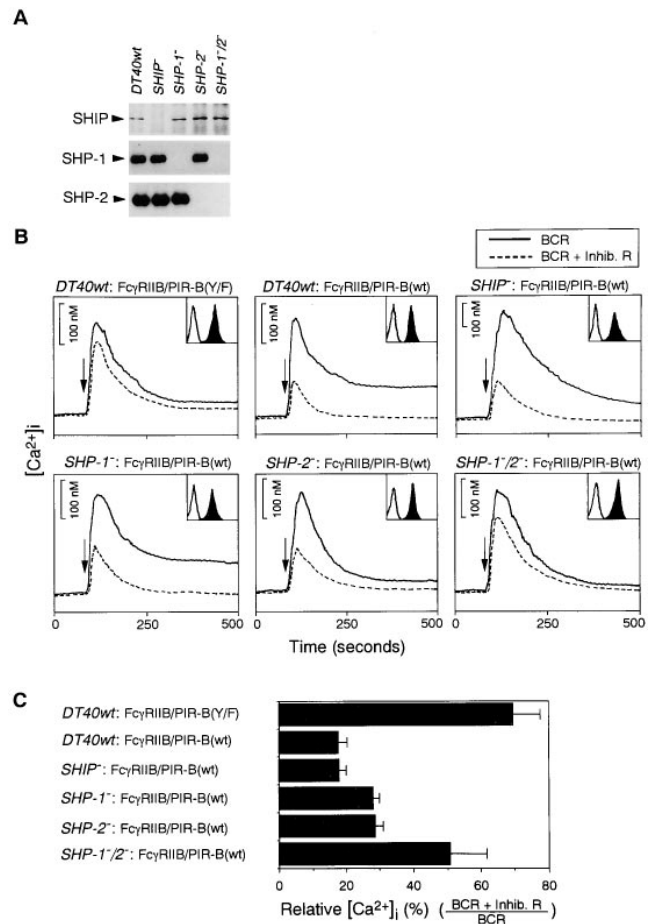 A
DT40wt SHIP⁻ SHP-1⁻ SHP-2⁻ SHP-1⁻/2⁻
SHIP
SHP-1
SHP-2
B
BCR
BCR + Inhib. R
DT40wt: FcγRIIB/PIR-B(Y/F) DT40wt: FcγRIIB/PIR-B(wt) SHIP⁻: FcγRIIB/PIR-B(wt)
100 nM 100 nM 100 nM
[Ca²⁺]i
SHP-1⁻: FcγRIIB/PIR-B(wt) SHP-2⁻: FcγRIIB/PIR-B(wt) SHP-1⁻/2⁻: FcγRIIB/PIR-B(wt)
100 nM 100 nM 100 nM
0 250 500 0 250 500 0 250 500
Time (seconds)
C
DT40wt: FcγRIIB/PIR-B(Y/F)
DT40wt: FcγRIIB/PIR-B(wt)
SHIP⁻: FcγRIIB/PIR-B(wt)
SHP-1⁻: FcγRIIB/PIR-B(wt)
SHP-2⁻: FcγRIIB/PIR-B(wt)
SHP-1⁻/2⁻: FcγRIIB/PIR-B(wt)
0 20 40 60 80
Relative [Ca²⁺]i (%) (BCR + Inhib. R / BCR)